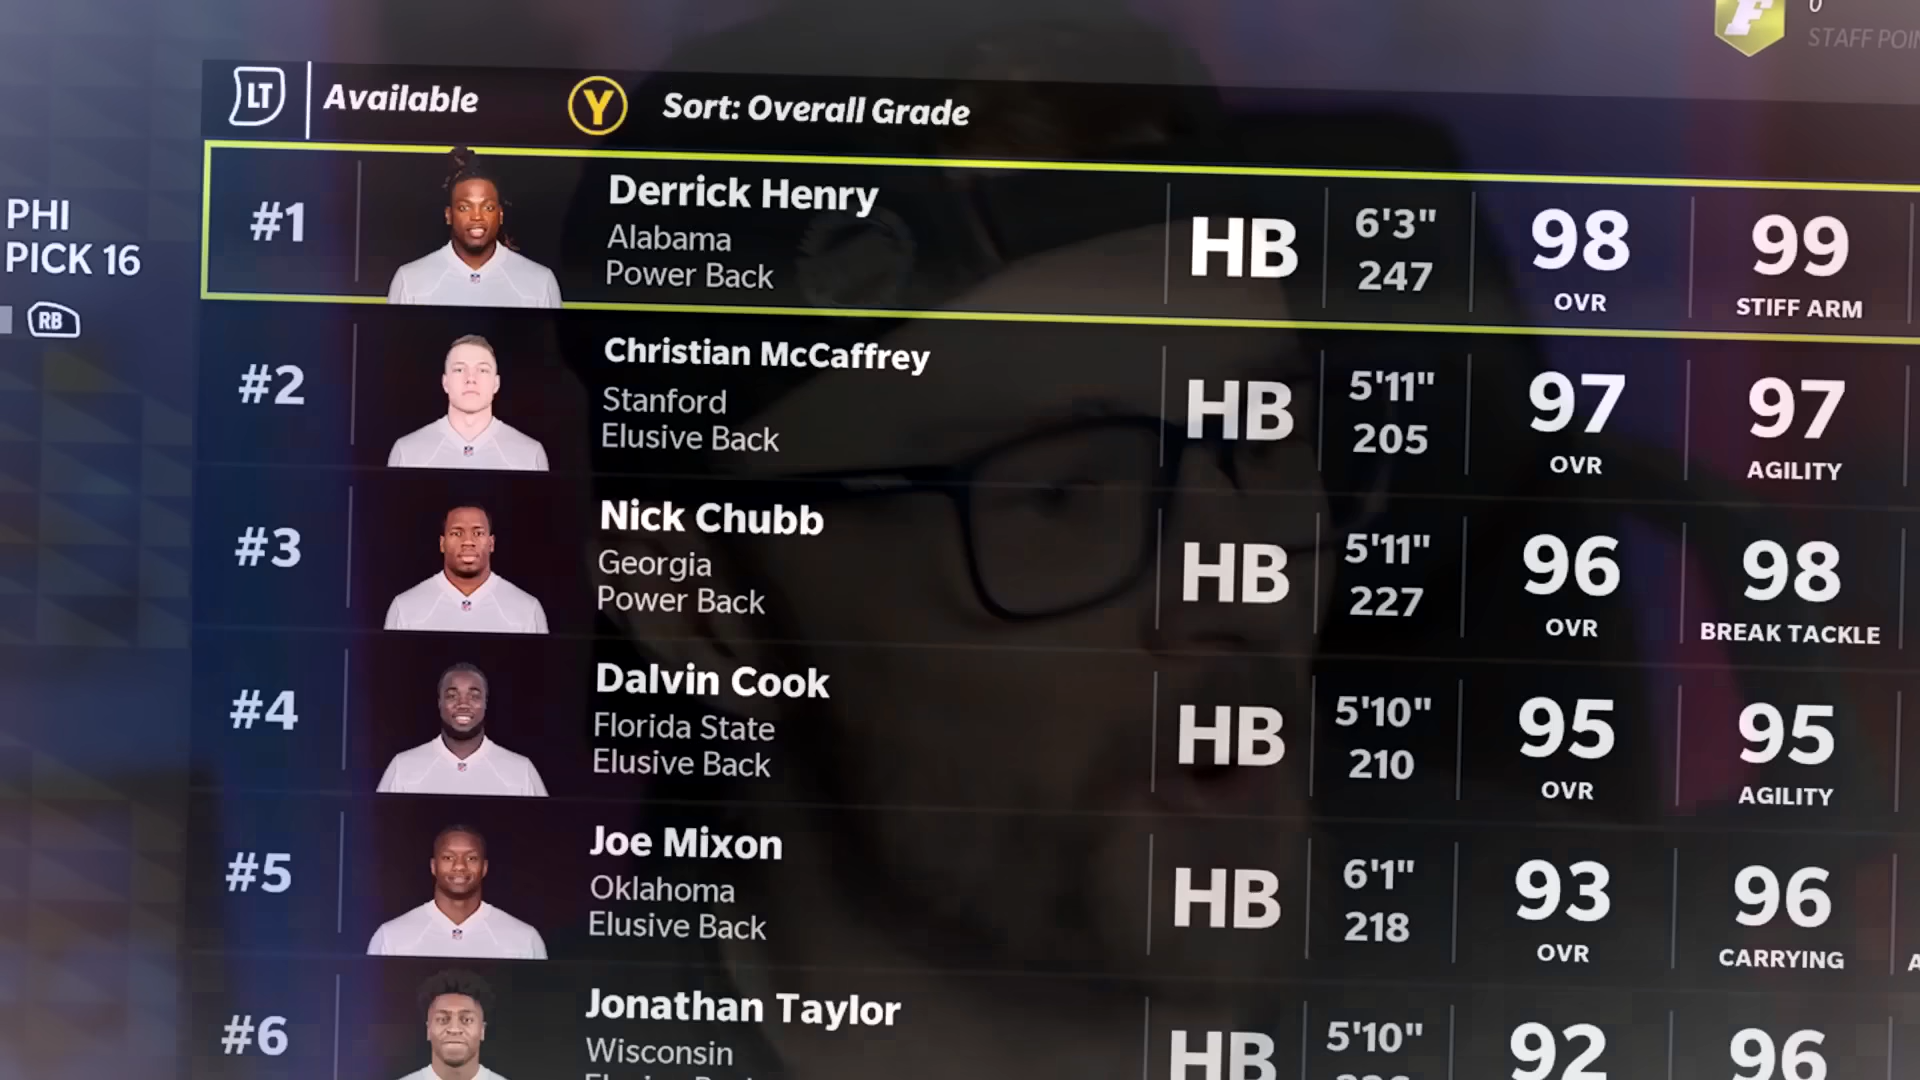 0
STAFF POIN
LT Available Y Sort: Overall Grade
PHI
PICK 16
RB
#1 Derrick Henry HB 6'3" 98 99
Alabama 247
Power Back OVR STIFF ARM
#2 Christian McCaffrey HB 5'11" 97 97
Stanford 205
Elusive Back OVR AGILITY
#3 Nick Chubb HB 5'11" 96 98
Georgia 227
Power Back OVR BREAK TACKLE
#4 Dalvin Cook HB 5'10" 95 95
Florida State 210
Elusive Back OVR AGILITY
#5 Joe Mixon HB 6'1" 93 96
Oklahoma 218
Elusive Back OVR CARRYING
#6 Jonathan Taylor HB 5'10" 92 96
Wisconsin